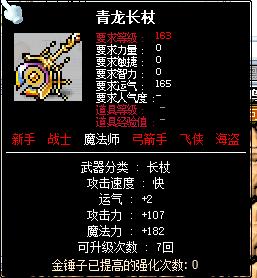 青龙长杖
要求等级： 163
要求力量： 0
要求敏捷： 0
要求智力： 0
要求运气： 165
要求人气度： -
道具等级： -
道具经验值： -
新手 战士 魔法师 弓箭手 飞侠 海盗
武器分类 : 长杖
攻击速度 : 快
运气 : +2
攻击力 : +107
魔法力 : +182
可升级次数 : 7回
金锤子已提高的强化次数: 0